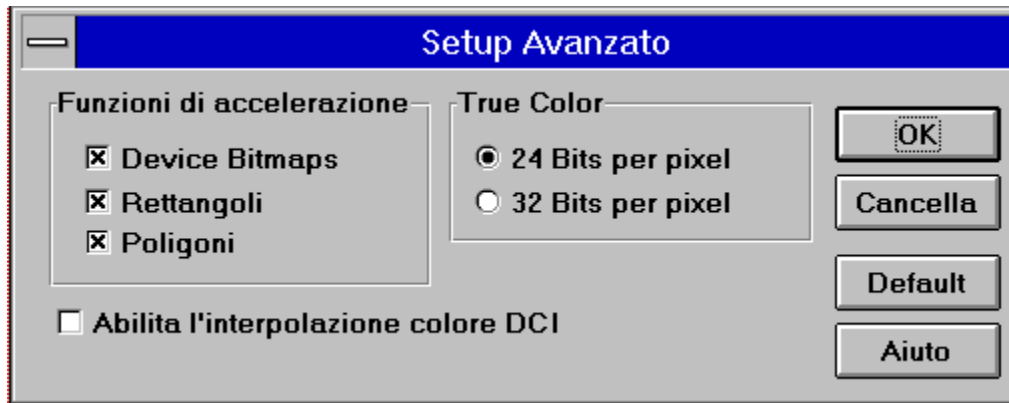 Setup Avanzato
Funzioni di accelerazione
Device Bitmaps
Rettangoli
Poligoni
True Color
24 Bits per pixel
32 Bits per pixel
Abilita l'interpolazione colore DCI
OK
Cancella
Default
Aiuto